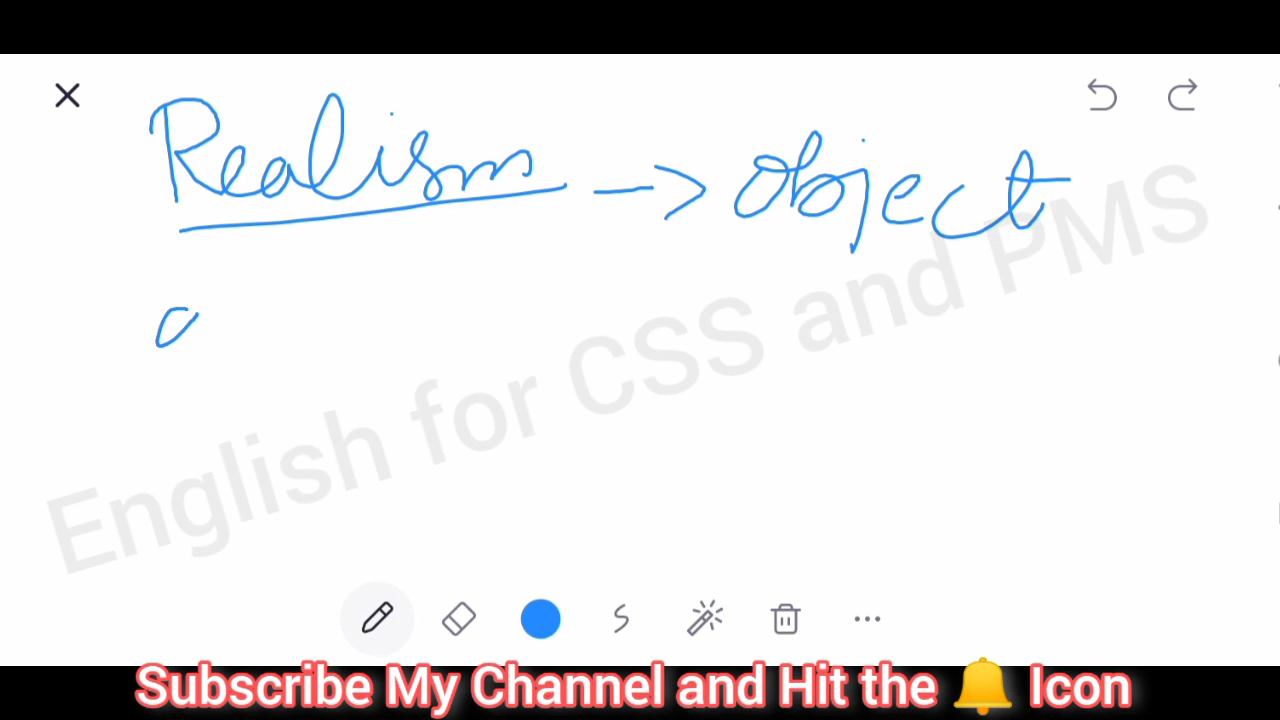 Realism -> Object
a
English for CSS and PMS
Subscribe My Channel and Hit the 🔔 Icon